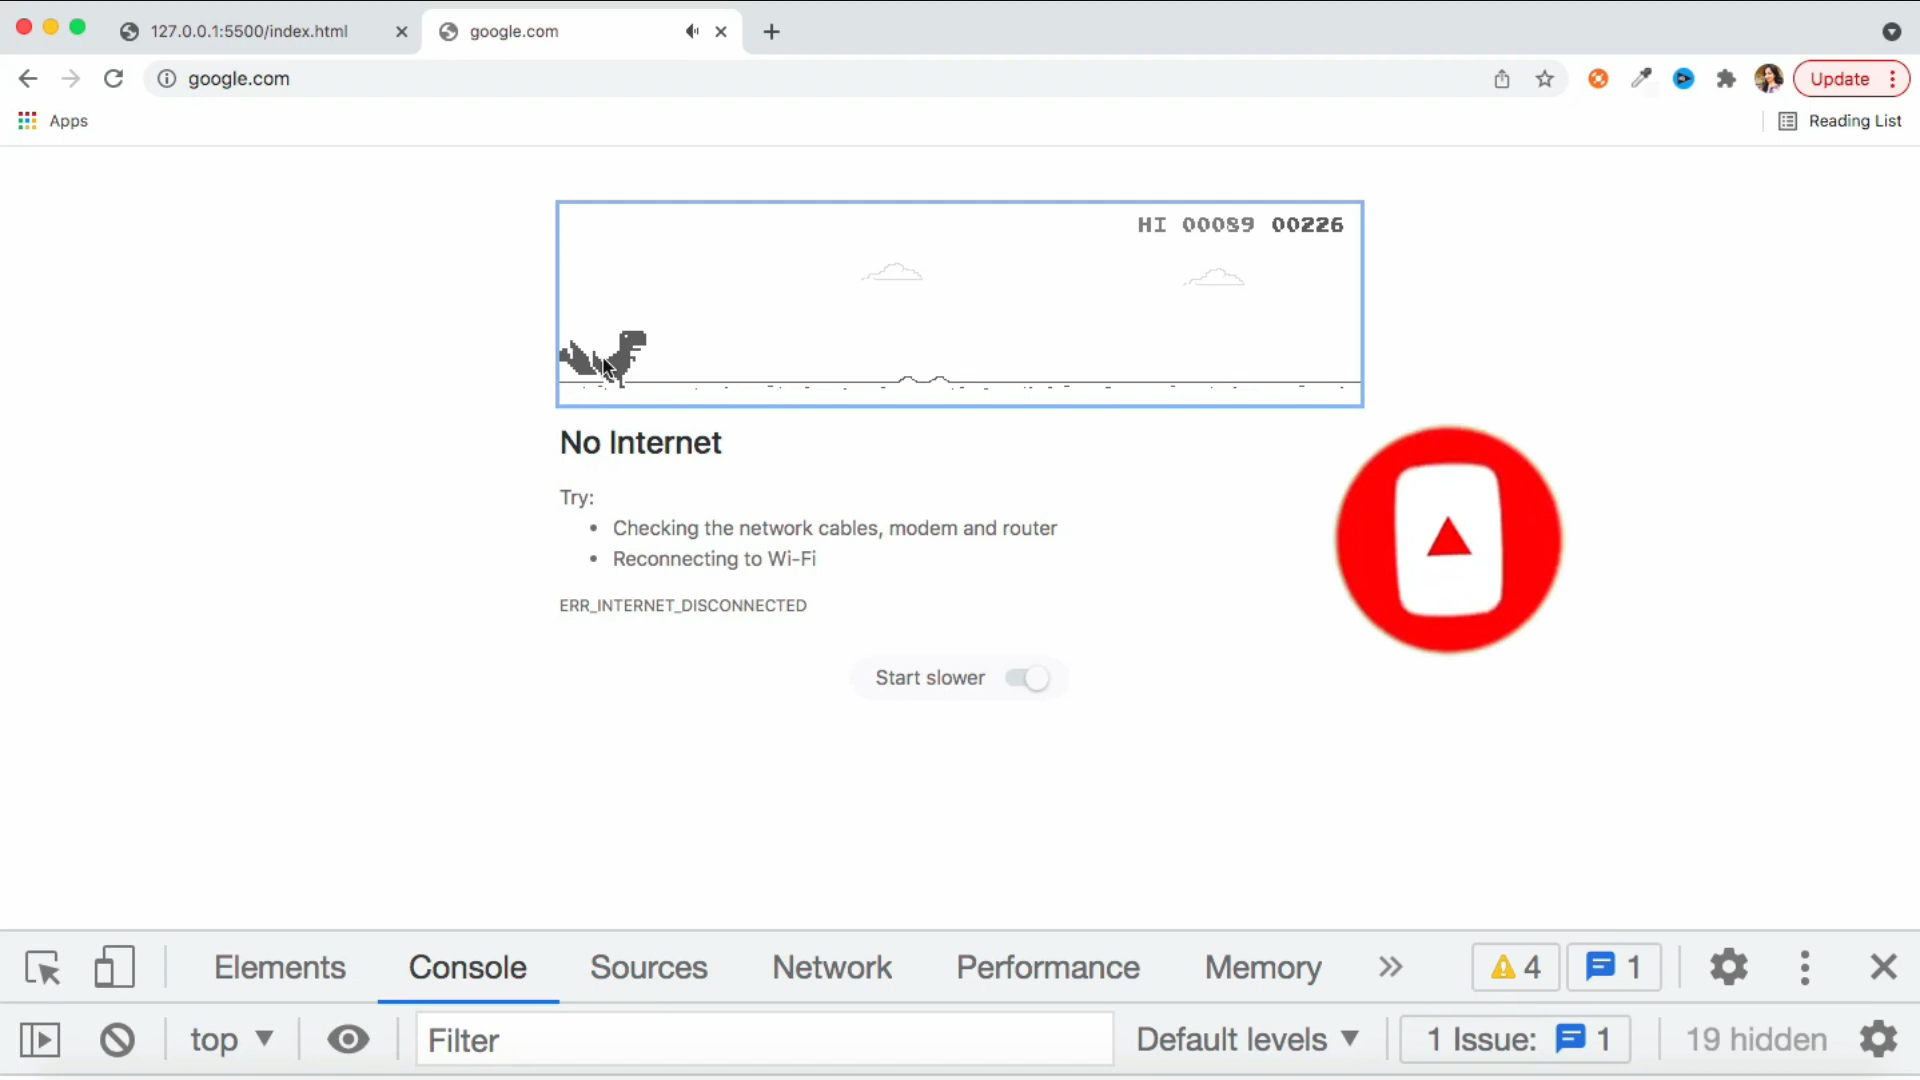 127.0.0.1:5500/index.html
google.com
google.com
Update
Apps
Reading List
HI 00089 00226
No Internet
Try:
Checking the network cables, modem and router
Reconnecting to Wi-Fi
ERR_INTERNET_DISCONNECTED
Start slower
Elements Console Sources Network Performance Memory 4 1
top Filter Default levels 1 Issue: 1 19 hidden